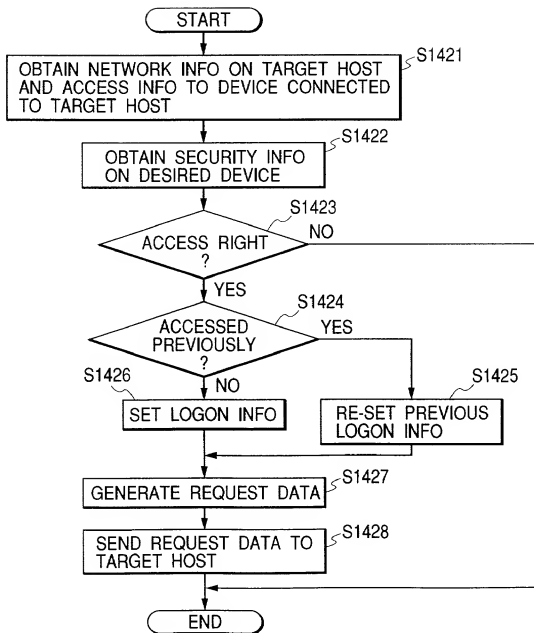 START
S1421
OBTAIN NETWORK INFO ON TARGET HOST
AND ACCESS INFO TO DEVICE CONNECTED
TO TARGET HOST
S1422
OBTAIN SECURITY INFO
ON DESIRED DEVICE
S1423
ACCESS RIGHT
?
NO
YES
S1424
ACCESSED
PREVIOUSLY
?
YES
NO
S1426
SET LOGON INFO
S1425
RE-SET PREVIOUS
LOGON INFO
S1427
GENERATE REQUEST DATA
S1428
SEND REQUEST DATA TO
TARGET HOST
END